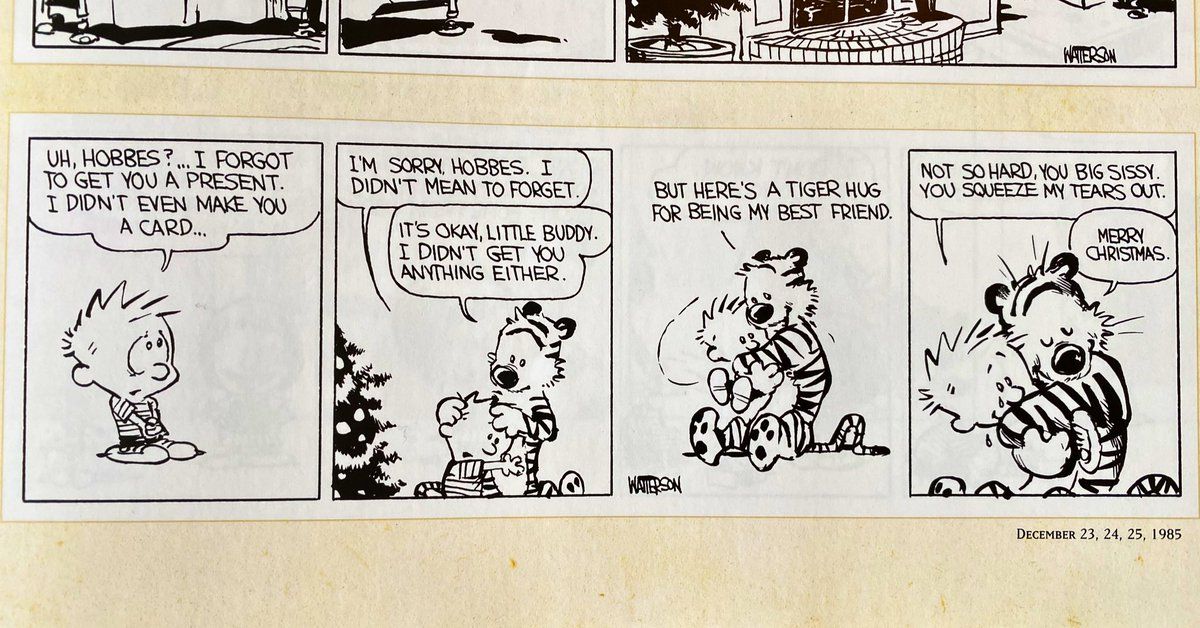 WATTERSON
UH, HOBBES?... I FORGOT
TO GET YOU A PRESENT.
I DIDN'T EVEN MAKE YOU
A CARD...
I'M SORRY, HOBBES. I
DIDN'T MEAN TO FORGET.
IT'S OKAY, LITTLE BUDDY.
I DIDN'T GET YOU
ANYTHING EITHER.
BUT HERE'S A TIGER HUG
FOR BEING MY BEST FRIEND.
WATTERSON
NOT SO HARD, YOU BIG SISSY.
YOU SQUEEZE MY TEARS OUT.
MERRY
CHRISTMAS.
DECEMBER 23, 24, 25, 1985